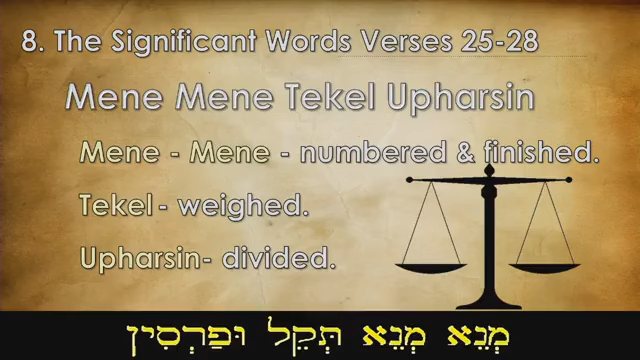 8. The Significant Words Verses 25-28
Mene Mene Tekel Upharsin
Mene - Mene - numbered & finished.
Tekel - weighed.
Upharsin- divided.
מְנֵא מְנֵא תְּקֵל וּפַרְסִין